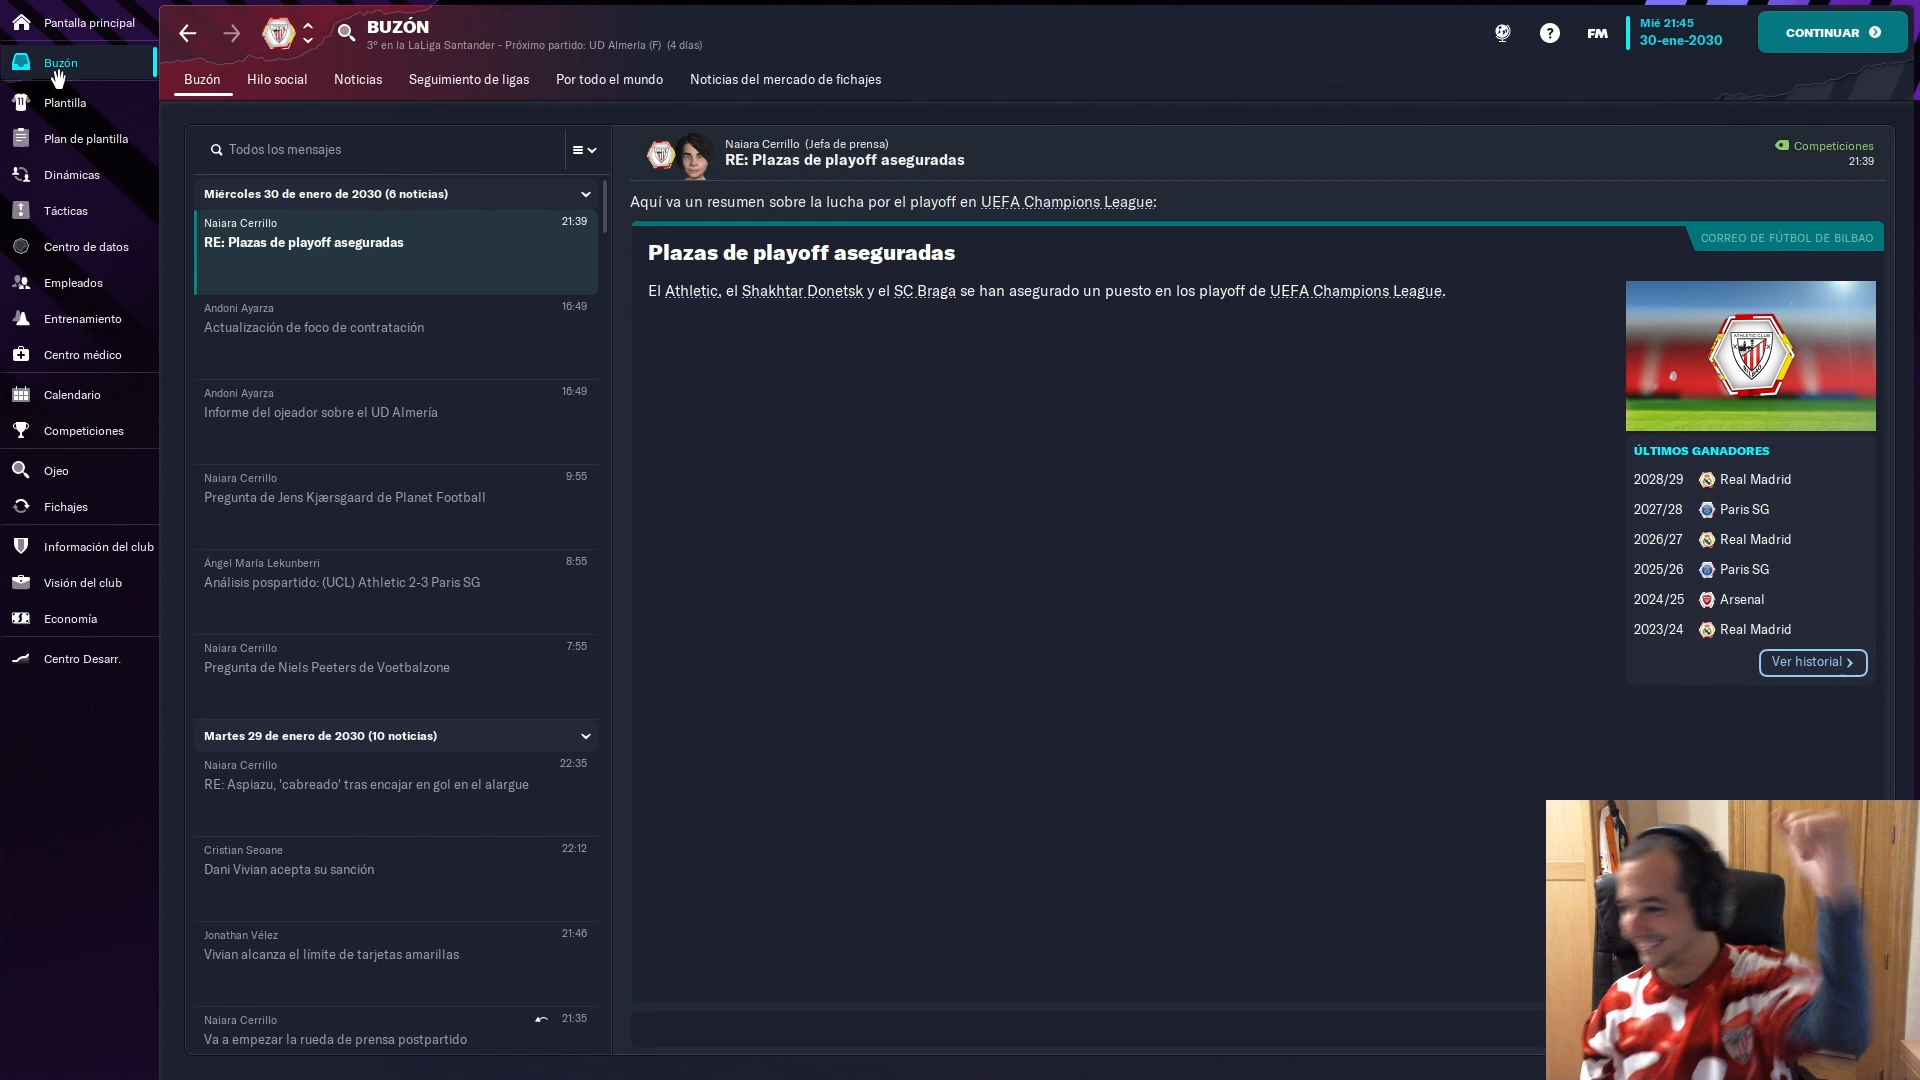 Pantalla principal
Buzón
Plantilla
Plan de plantilla
Dinámicas
Tácticas
Centro de datos
Empleados
Entrenamiento
Centro médico
Calendario
Competiciones
Ojeo
Fichajes
Información del club
Visión del club
Economía
Centro Desarr.
BUZÓN
3º en la LaLiga Santander - Próximo partido: UD Almería (F) (4 días)
FM
Mié 21:45
30-ene-2030
CONTINUAR
Buzón
Hilo social
Noticias
Seguimiento de ligas
Por todo el mundo
Noticias del mercado de fichajes
Todos los mensajes
Miércoles 30 de enero de 2030 (6 noticias)
Naiara Cerrillo 21:39
RE: Plazas de playoff aseguradas
Andoni Ayarza 16:49
Actualización de foco de contratación
Andoni Ayarza 16:49
Informe del ojeador sobre el UD Almería
Naiara Cerrillo 9:55
Pregunta de Jens Kjærsgaard de Planet Football
Ángel María Lekunberri 8:55
Análisis pospartido: (UCL) Athletic 2-3 Paris SG
Naiara Cerrillo 7:55
Pregunta de Niels Peeters de Voetbalzone
Martes 29 de enero de 2030 (10 noticias)
Naiara Cerrillo 22:35
RE: Aspiazu, 'cabreado' tras encajar en gol en el alargue
Cristian Seoane 22:12
Dani Vivian acepta su sanción
Jonathan Vélez 21:46
Vivian alcanza el límite de tarjetas amarillas
Naiara Cerrillo 21:35
Va a empezar la rueda de prensa postpartido
Naiara Cerrillo (Jefa de prensa)
RE: Plazas de playoff aseguradas
Competiciones
21:39
Aquí va un resumen sobre la lucha por el playoff en UEFA Champions League:
CORREO DE FÚTBOL DE BILBAO
Plazas de playoff aseguradas
El Athletic, el Shakhtar Donetsk y el SC Braga se han asegurado un puesto en los playoff de UEFA Champions League.
ATHLETIC CLUB
BILBAO
ÚLTIMOS GANADORES
2028/29 Real Madrid
2027/28 Paris SG
2026/27 Real Madrid
2025/26 Paris SG
2024/25 Arsenal
2023/24 Real Madrid
Ver historial